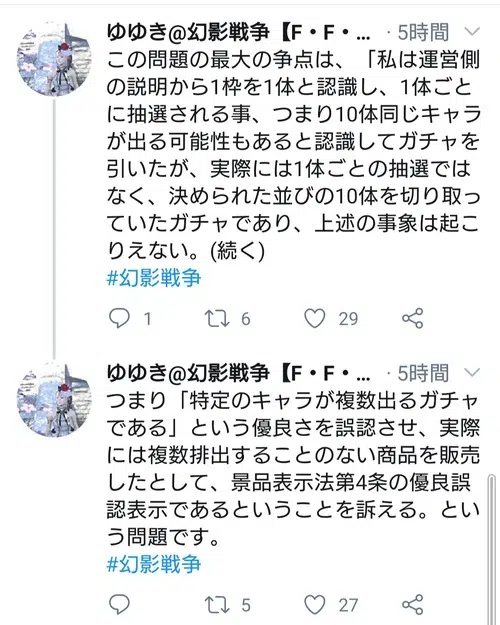 ゆゆき@幻影戦争【F・F・... ・5時間
この問題の最大の争点は、「私は運営側
の説明から1枠を1体と認識し、1体ごと
に抽選される事、つまり10体同じキャラ
が出る可能性もあると認識してガチャを
引いたが、実際には1体ごとの抽選では
なく、決められた並びの10体を切り取っ
ていたガチャであり、上述の事象は起こ
りえない。(続く)
#幻影戦争
1 6 29
ゆゆき@幻影戦争【F・F・... ・5時間
つまり「特定のキャラが複数出るガチャ
である」という優良さを誤認させ、実際
には複数排出することのない商品を販売
したとして、景品表示法第4条の優良誤
認表示であるということを訴える。とい
う問題です。
#幻影戦争
5 27